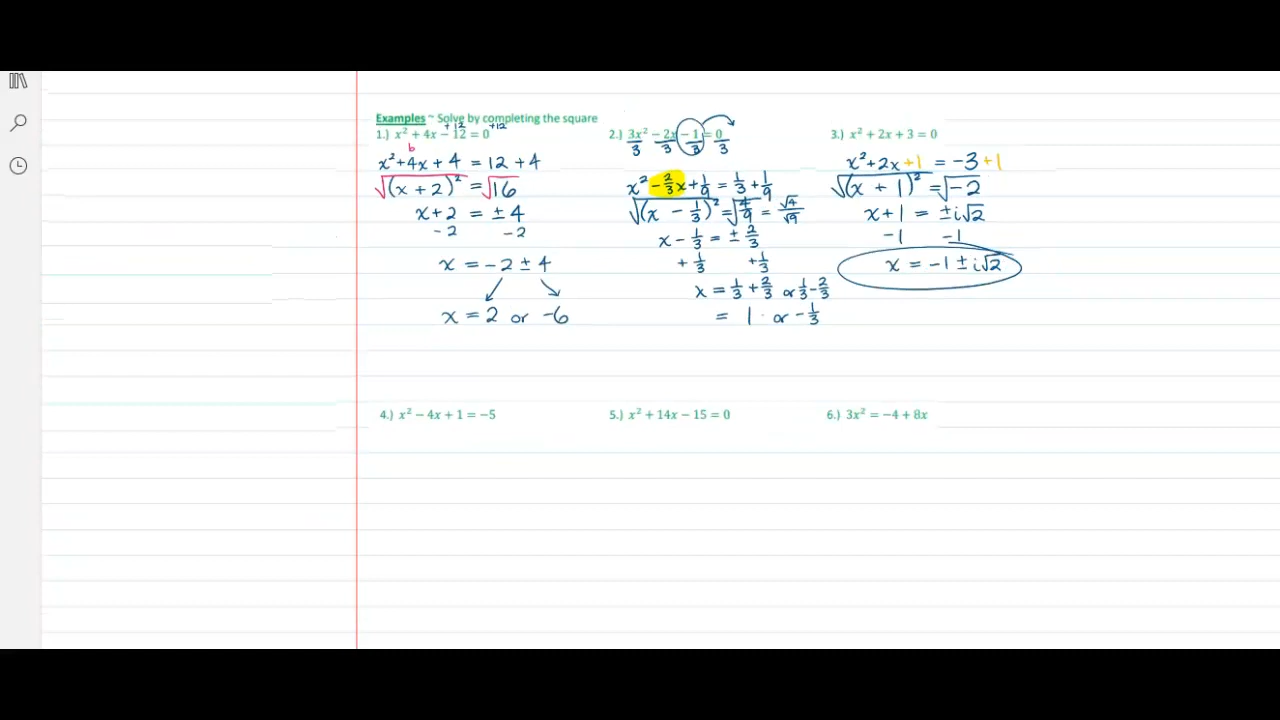 Examples ~ Solve by completing the square
1.) x² + 4x − 12 = 0
+12 +12
b
x² + 4x + 4 = 12 + 4
√(x + 2)² = √16
x + 2 = ± 4
−2 −2
x = −2 ± 4
x = 2 or −6
2.) 3x² − 2x − 1 = 0
3 3 3 3
x² − 2/3 x + 1/9 = 1/3 + 1/9
√(x − 1/3)² = √4/9 = √4/√9
x − 1/3 = ± 2/3
+ 1/3 + 1/3
x = 1/3 + 2/3 or 1/3 − 2/3
= 1 or − 1/3
3.) x² + 2x + 3 = 0
x² + 2x + 1 = −3 + 1
√(x + 1)² = √−2
x + 1 = ± i√2
−1 −1
x = −1 ± i√2
4.) x² − 4x + 1 = −5
5.) x² + 14x − 15 = 0
6.) 3x² = −4 + 8x